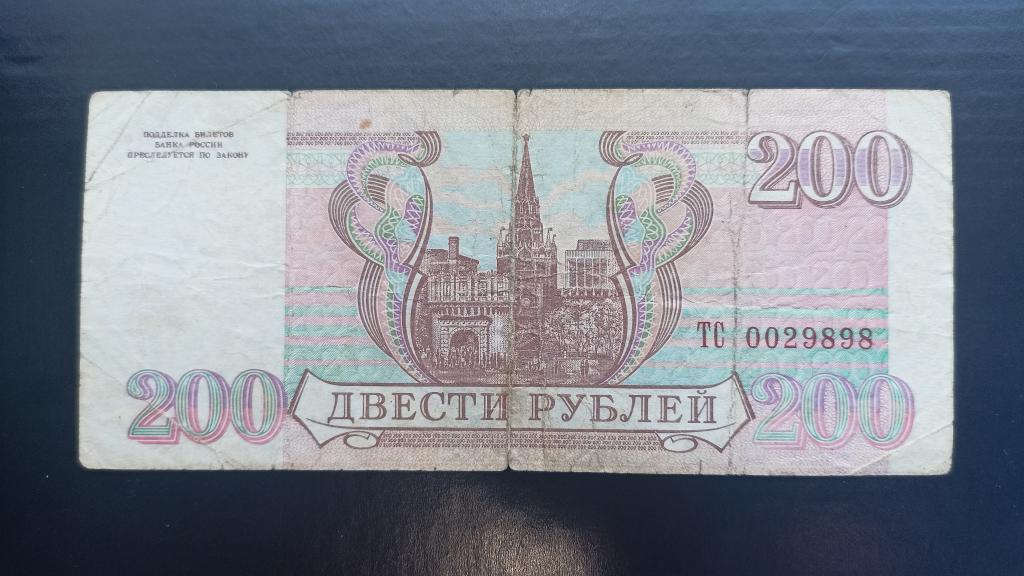 ПОДДЕЛКА БИЛЕТОВ
БАНКА РОССИИ
ПРЕСЛЕДУЕТСЯ ПО ЗАКОНУ
200
ТС 0029898
200
ДВЕСТИ РУБЛЕЙ
200